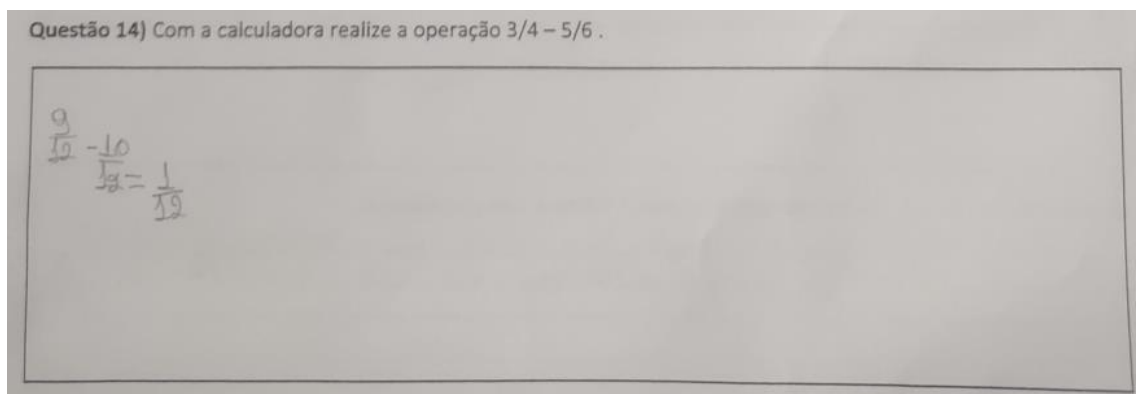 Questão 14) Com a calculadora realize a operação 3/4 – 5/6 .
9/12 - 10/12 = 1/12